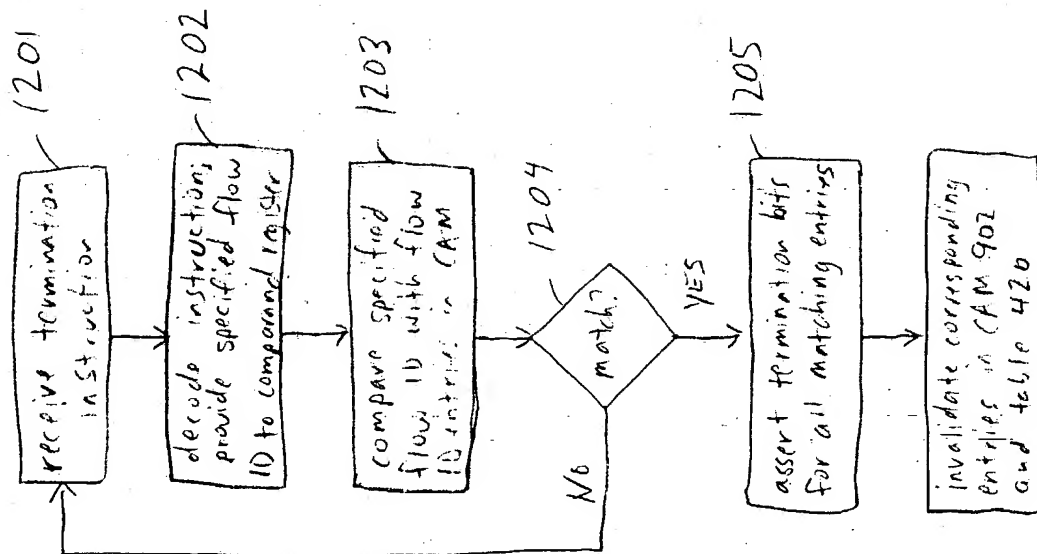 1201
receive termination
instruction
1202
decode instruction;
provide specified flow
ID to comparand register
1203
compare specified
flow ID with flow
ID entries in CAM
1204
match?
NO
YES
1205
assert termination bits
for all matching entries
invalidate corresponding
entries in CAM 902
and table 420